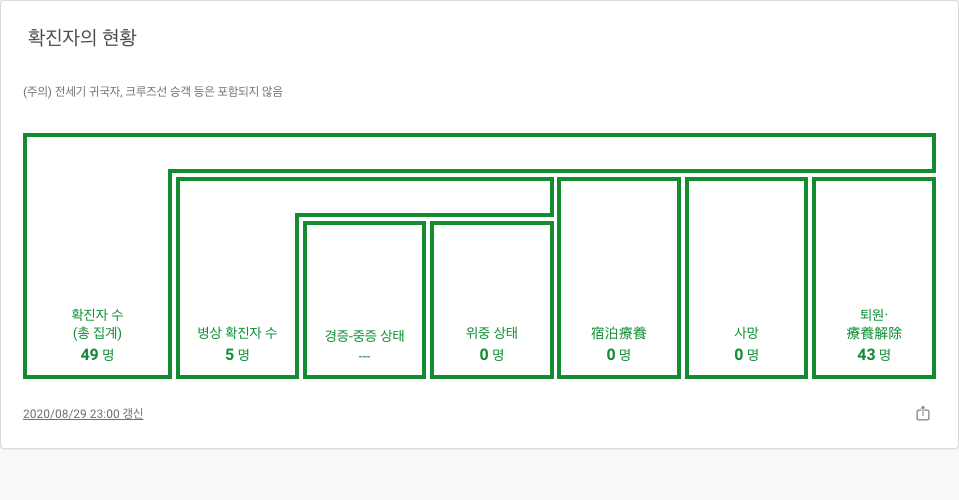 확진자의 현황
(주의) 전세기 귀국자, 크루즈선 승객 등은 포함되지 않음
확진자 수
(총 집계)
49 명
병상 확진자 수
5 명
경증-중증 상태
---
위중 상태
0 명
宿泊療養
0 명
사망
0 명
퇴원·
療養解除
43 명
2020/08/29 23:00 갱신